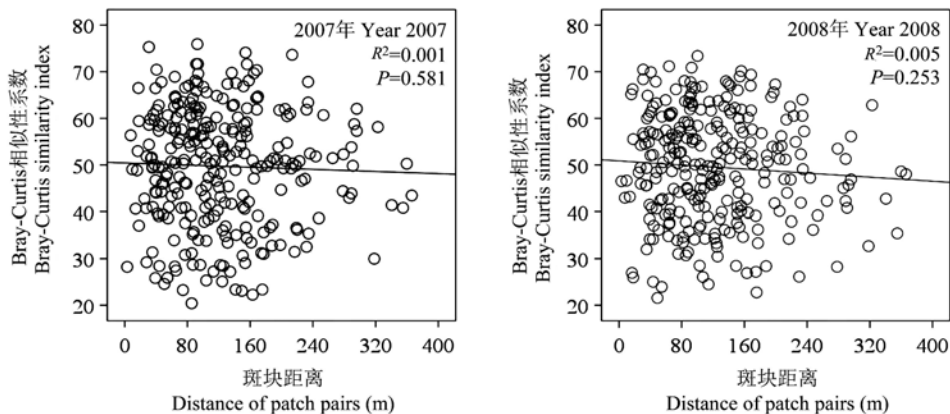 2007年 Year 2007
R²=0.001
P=0.581
Bray-Curtis相似性系数
Bray-Curtis similarity index
80
70
60
50
40
30
20
0 80 160 240 320 400
斑块距离
Distance of patch pairs (m)
2008年 Year 2008
R²=0.005
P=0.253
Bray-Curtis相似性系数
Bray-Curtis similarity index
80
70
60
50
40
30
20
0 80 160 240 320 400
斑块距离
Distance of patch pairs (m)